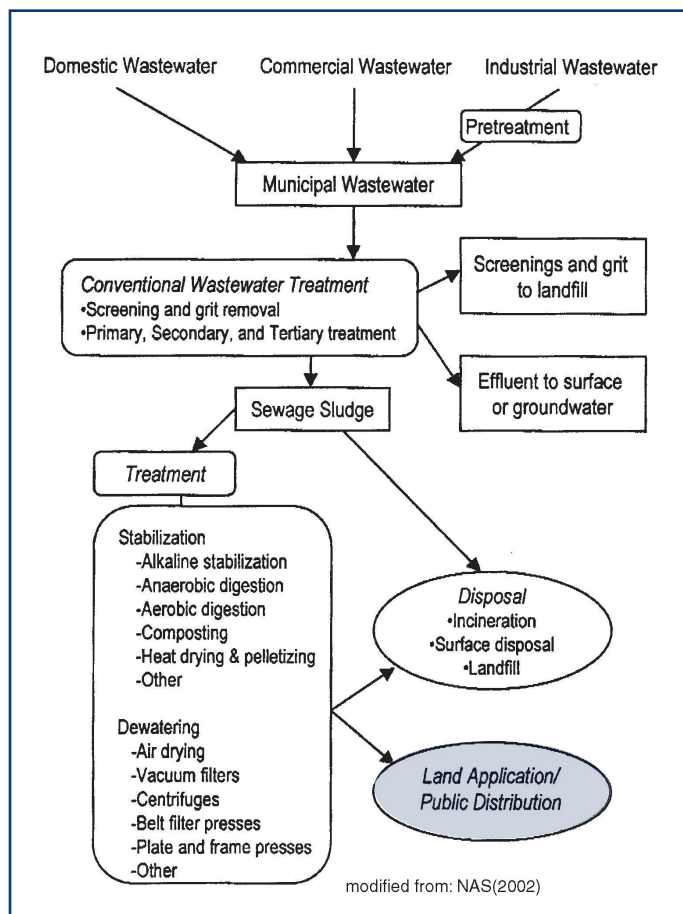 Domestic Wastewater
Commercial Wastewater
Industrial Wastewater
Pretreatment
Municipal Wastewater
Conventional Wastewater Treatment
•Screening and grit removal
•Primary, Secondary, and Tertiary treatment
Screenings and grit
to landfill
Effluent to surface
or groundwater
Sewage Sludge
Treatment
Stabilization
-Alkaline stabilization
-Anaerobic digestion
-Aerobic digestion
-Composting
-Heat drying & pelletizing
-Other
Dewatering
-Air drying
-Vacuum filters
-Centrifuges
-Belt filter presses
-Plate and frame presses
-Other
Disposal
•Incineration
•Surface disposal
•Landfill
Land Application/
Public Distribution
modified from: NAS(2002)